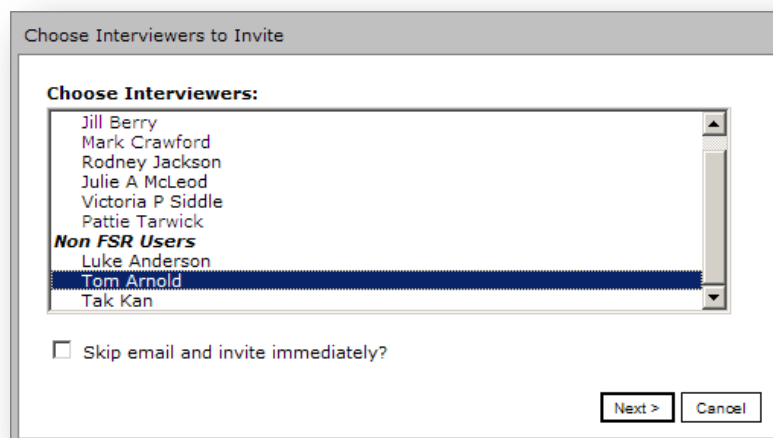 Choose Interviewers to Invite
Choose Interviewers:
Jill Berry
Mark Crawford
Rodney Jackson
Julie A McLeod
Victoria P Siddle
Pattie Tarwick
Non FSR Users
Luke Anderson
Tom Arnold
Tak Kan
Skip email and invite immediately?
Next > Cancel